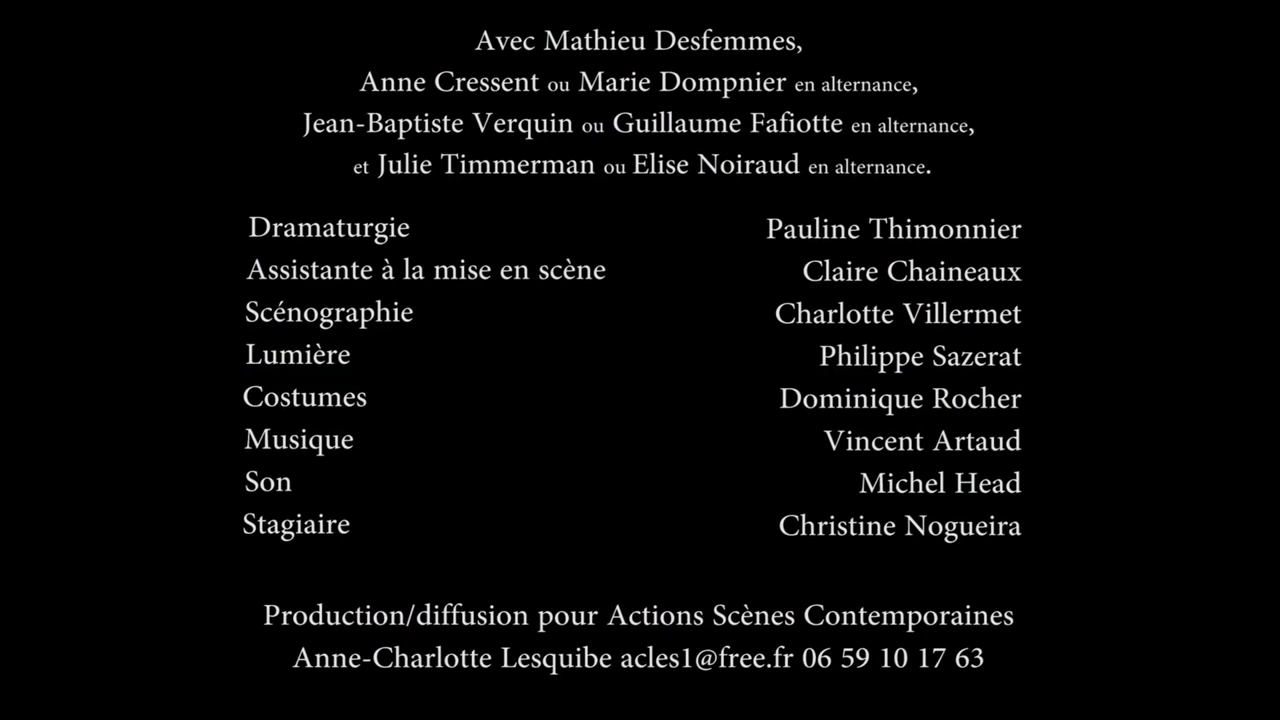 Avec Mathieu Desfemmes,
Anne Cressent ou Marie Dompnier en alternance,
Jean-Baptiste Verquin ou Guillaume Fafiotte en alternance,
et Julie Timmerman ou Elise Noiraud en alternance.
Dramaturgie Pauline Thimonnier
Assistante à la mise en scène Claire Chaineaux
Scénographie Charlotte Villermet
Lumière Philippe Sazerat
Costumes Dominique Rocher
Musique Vincent Artaud
Son Michel Head
Stagiaire Christine Nogueira
Production/diffusion pour Actions Scènes Contemporaines
Anne-Charlotte Lesquibe acles1@free.fr 06 59 10 17 63